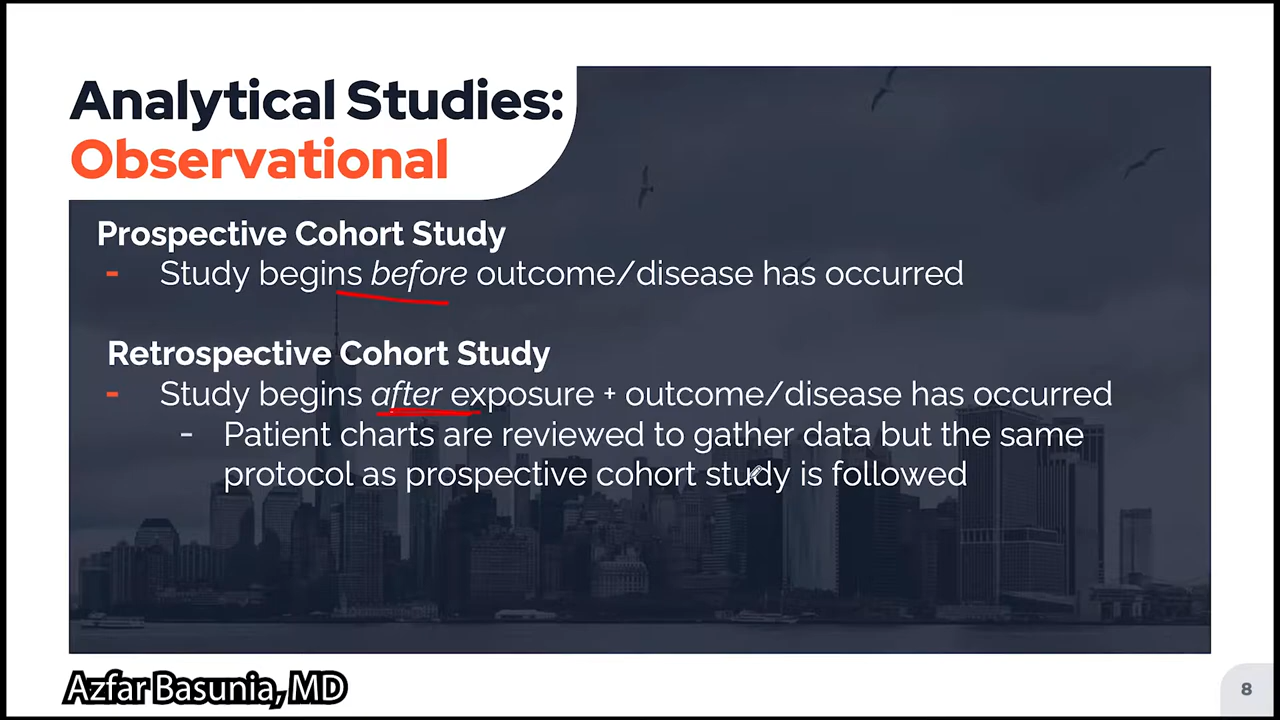 Analytical Studies:
Observational
Prospective Cohort Study
- Study begins before outcome/disease has occurred
Retrospective Cohort Study
- Study begins after exposure + outcome/disease has occurred
- Patient charts are reviewed to gather data but the same
protocol as prospective cohort study is followed
Azfar Basunia, MD
8